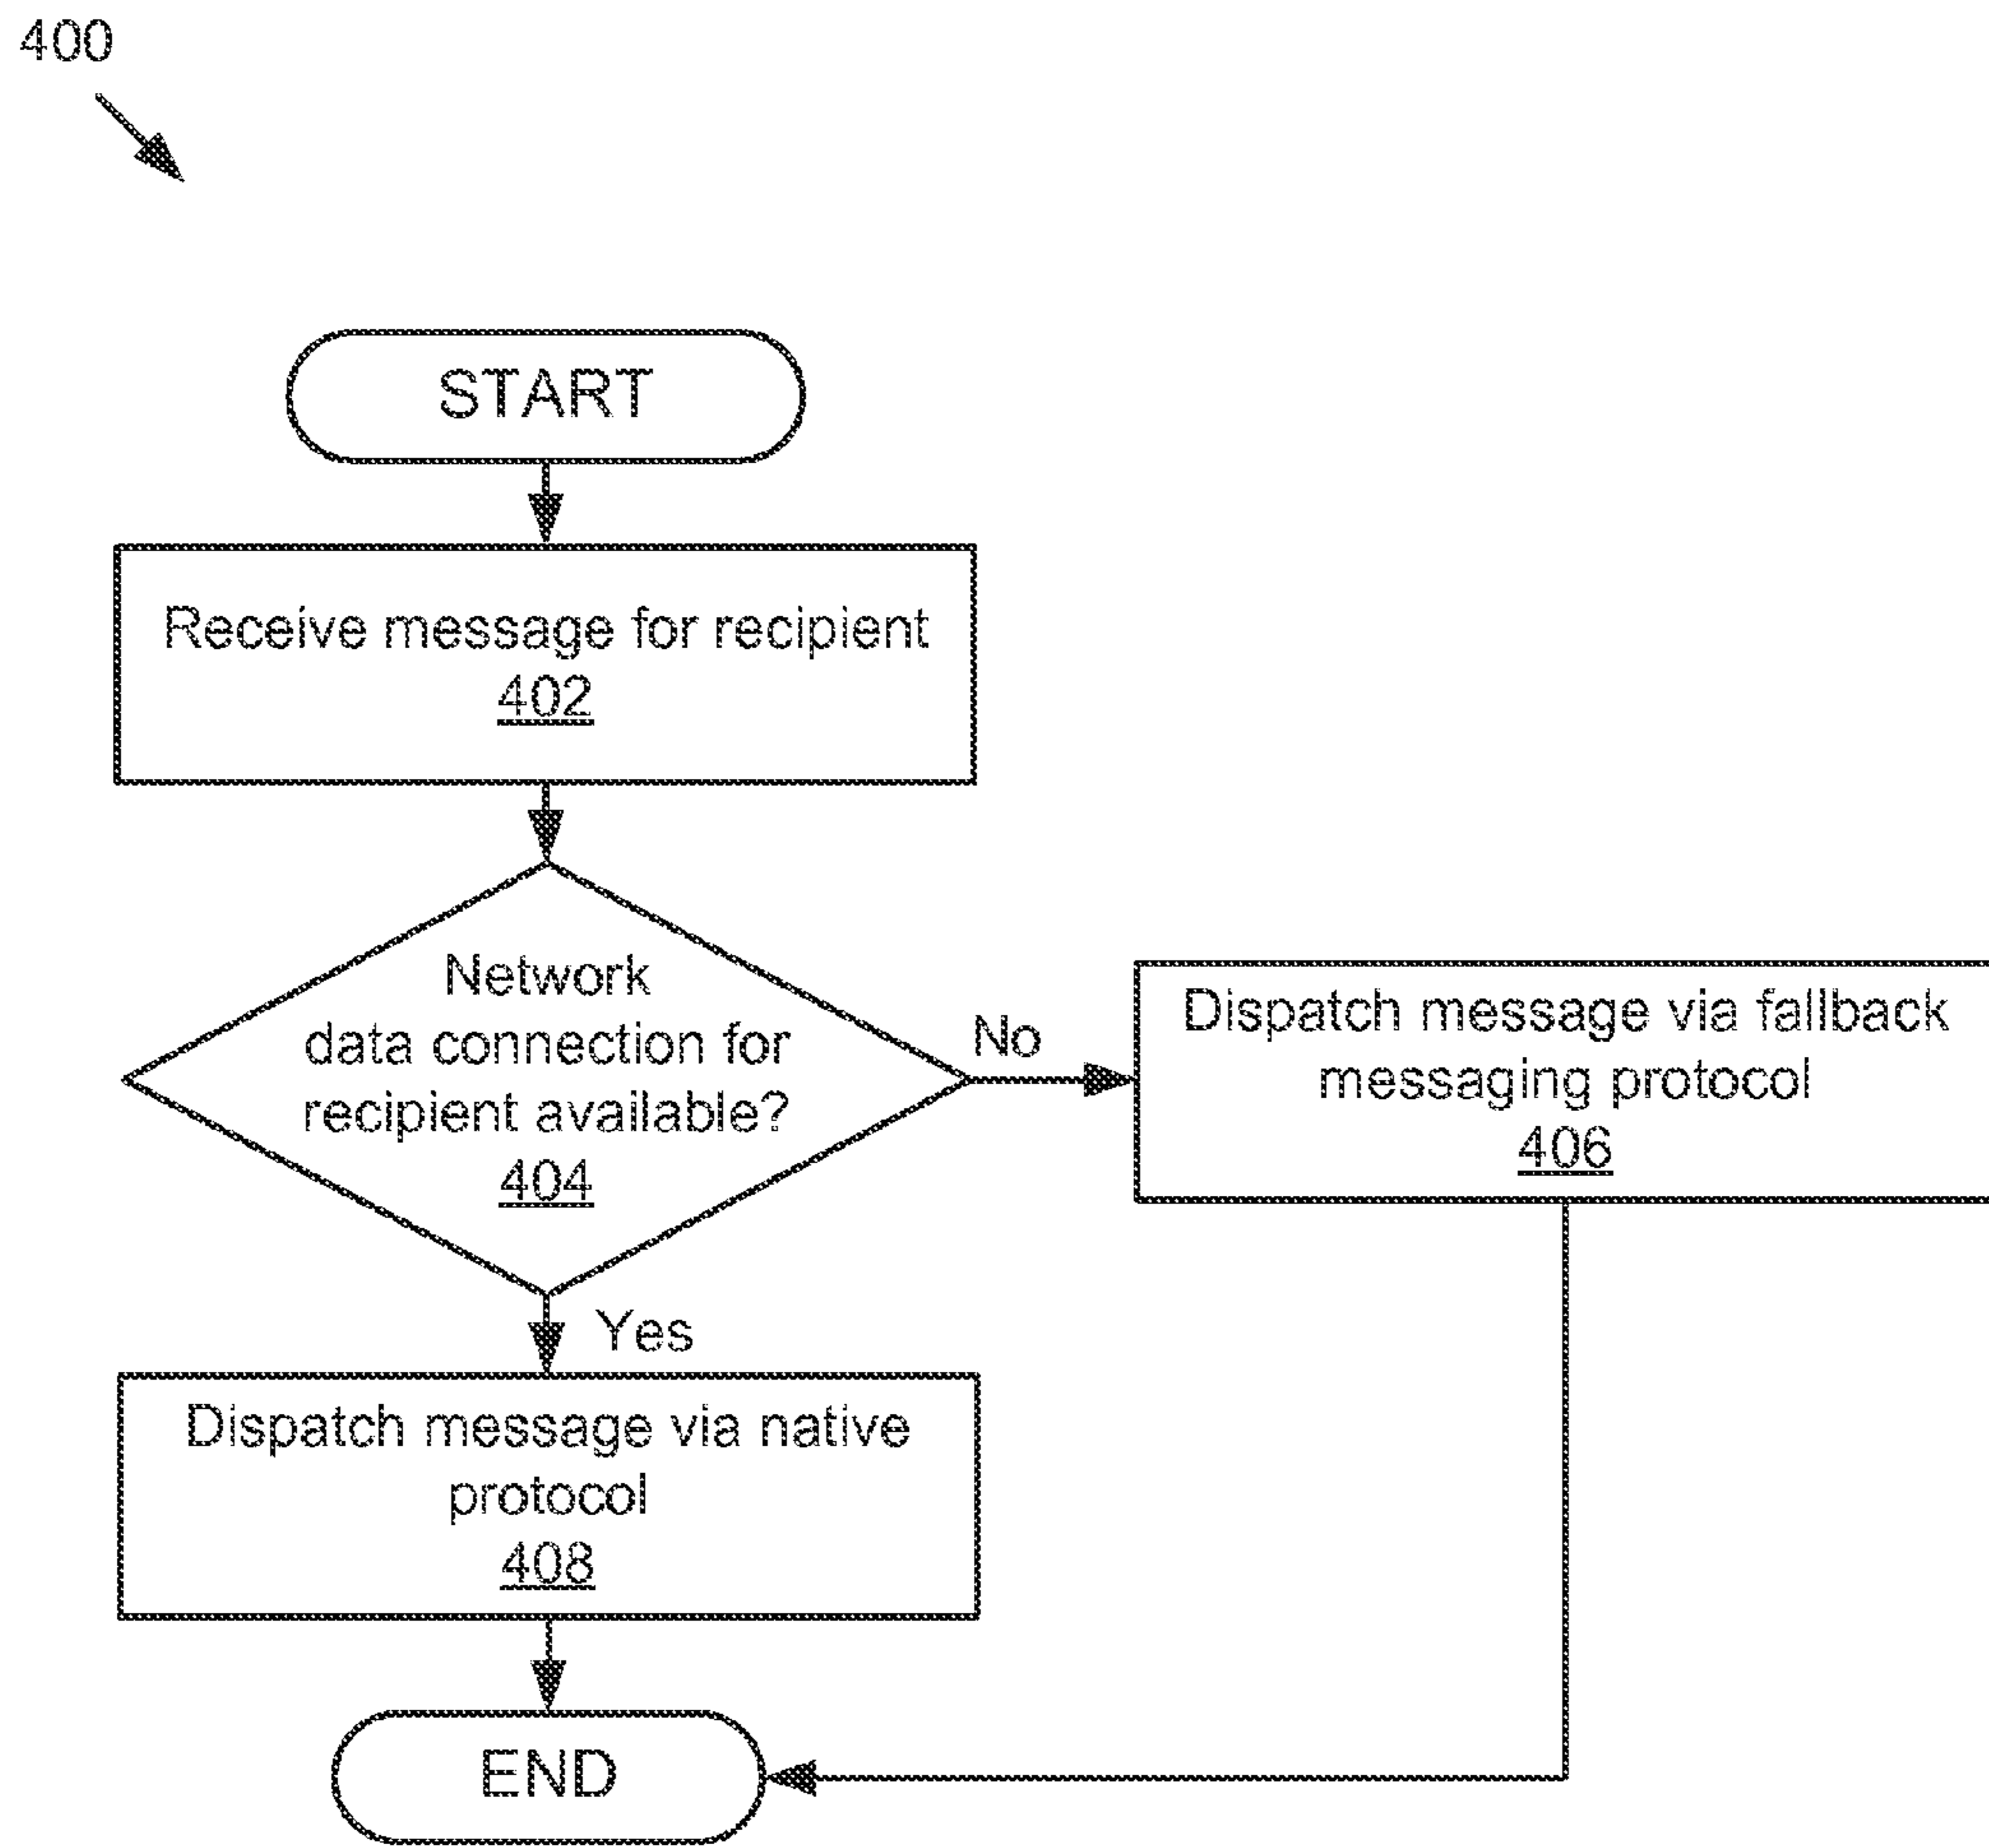 400
START
Receive message for recipient
402
Network
data connection for
recipient available?
404
No
Dispatch message via fallback
messaging protocol
406
Yes
Dispatch message via native
protocol
408
END